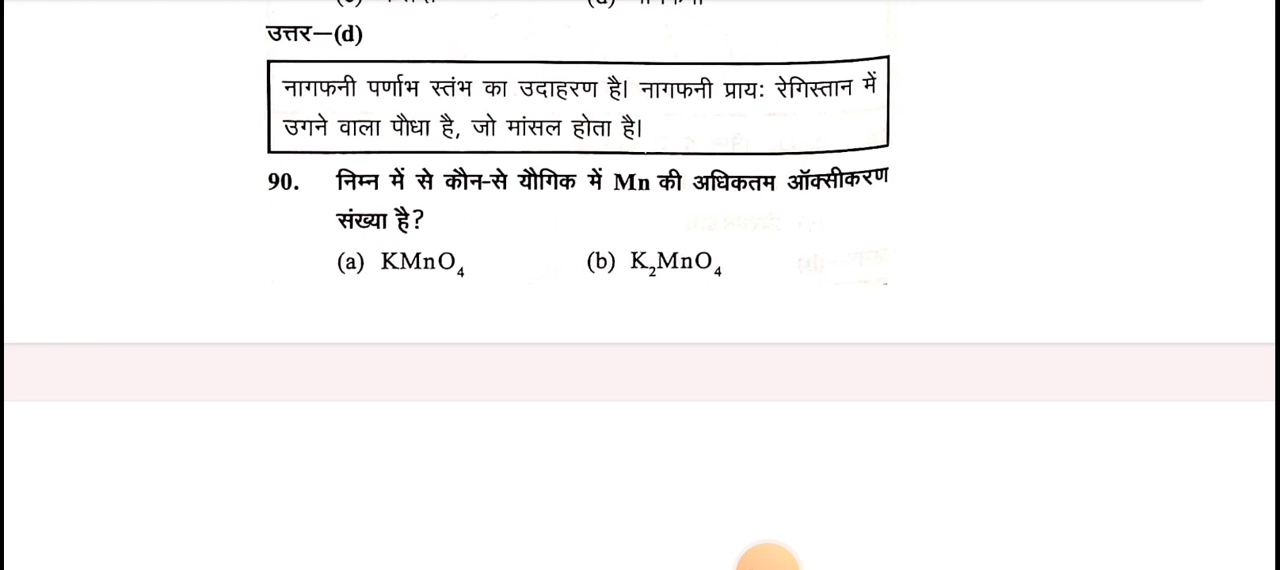 उत्तर–(d)
नागफनी पर्णाभ स्तंभ का उदाहरण है। नागफनी प्रायः रेगिस्तान में
उगने वाला पौधा है, जो मांसल होता है।
90. निम्न में से कौन-से यौगिक में Mn की अधिकतम ऑक्सीकरण
संख्या है?
(a) KMnO₄ (b) K₂MnO₄